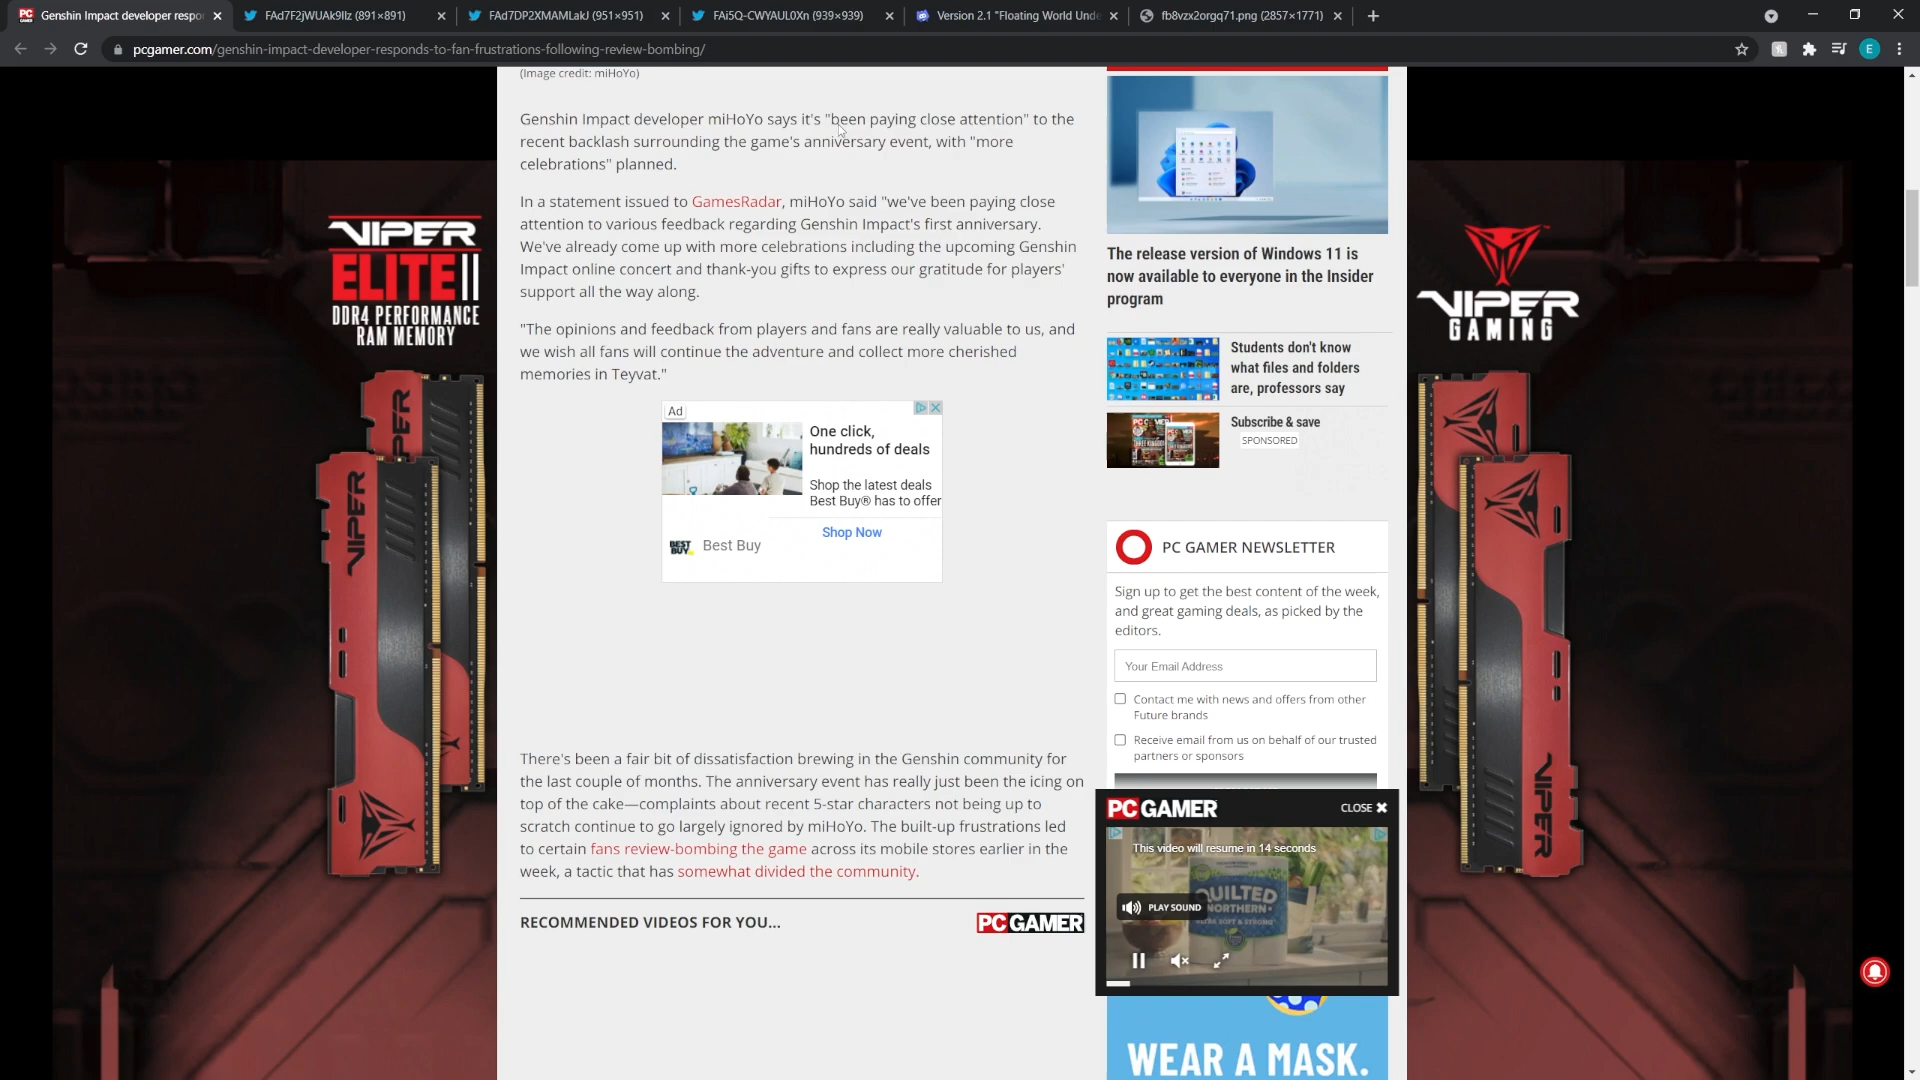 PC GAMER Genshin Impact developer respo
FAd7F2jWUAk9lIz (891×891)
FAd7DP2XMAMLakJ (951×951)
FAi5Q-CWYAUL0Xn (939×939)
Version 2.1 "Floating World Unde
fb8vzx2orgq71.png (2857×1771)
pcgamer.com/genshin-impact-developer-responds-to-fan-frustrations-following-review-bombing/
E
(Image credit: miHoYo)
Genshin Impact developer miHoYo says it's "been paying close attention" to the
recent backlash surrounding the game's anniversary event, with "more
celebrations" planned.
In a statement issued to GamesRadar, miHoYo said "we've been paying close
attention to various feedback regarding Genshin Impact's first anniversary.
We've already come up with more celebrations including the upcoming Genshin
Impact online concert and thank-you gifts to express our gratitude for players'
support all the way along.
"The opinions and feedback from players and fans are really valuable to us, and
we wish all fans will continue the adventure and collect more cherished
memories in Teyvat."
Ad
One click,
hundreds of deals
Shop the latest deals
Best Buy® has to offer
Shop Now
BEST BUY
Best Buy
There's been a fair bit of dissatisfaction brewing in the Genshin community for
the last couple of months. The anniversary event has really just been the icing on
top of the cake—complaints about recent 5-star characters not being up to
scratch continue to go largely ignored by miHoYo. The built-up frustrations led
to certain fans review-bombing the game across its mobile stores earlier in the
week, a tactic that has somewhat divided the community.
RECOMMENDED VIDEOS FOR YOU...
PC GAMER
The release version of Windows 11 is
now available to everyone in the Insider
program
Students don't know
what files and folders
are, professors say
Subscribe & save
SPONSORED
PC GAMER NEWSLETTER
Sign up to get the best content of the week,
and great gaming deals, as picked by the
editors.
Your Email Address
Contact me with news and offers from other
Future brands
Receive email from us on behalf of our trusted
partners or sponsors
PC GAMER
CLOSE ✖
This video will resume in 14 seconds
QUILTED
NORTHERN
ULTRA SOFT & STRONG
PLAY SOUND
WEAR A MASK.
VIPER
ELITE II
DDR4 PERFORMANCE
RAM MEMORY
VIPER
VIPER
VIPER
GAMING
VIPER